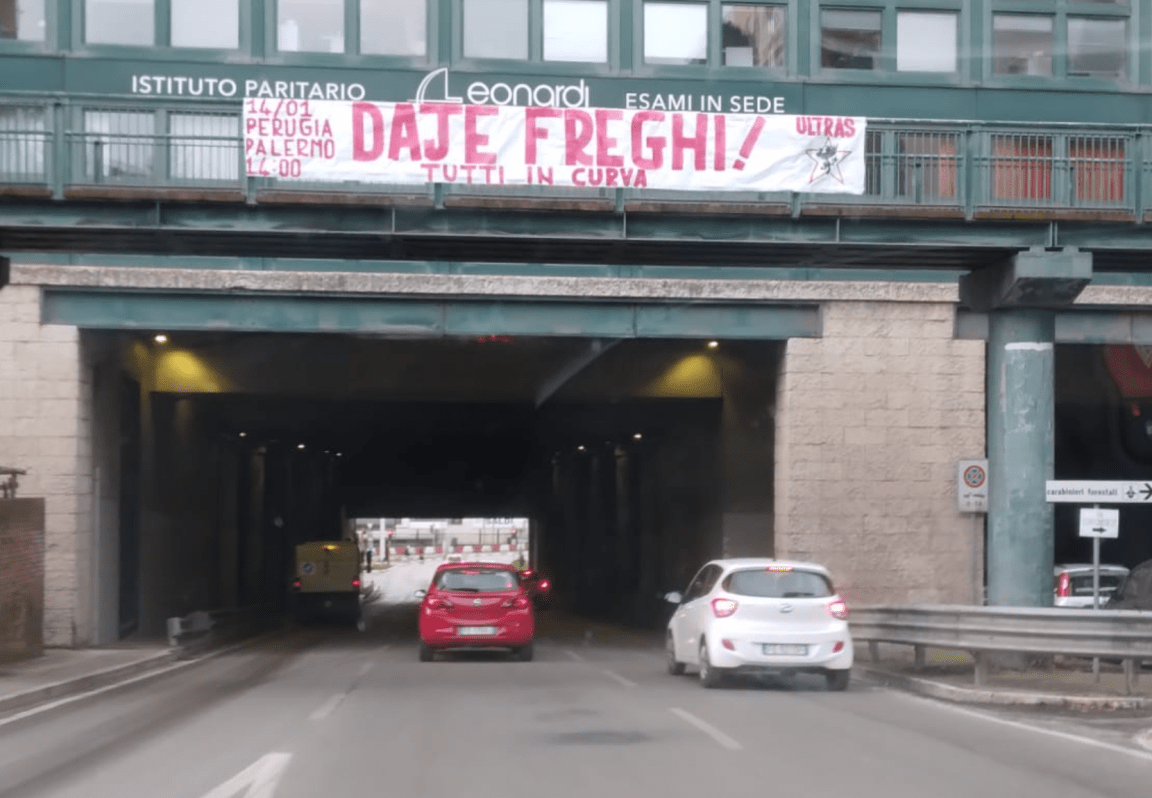 ISTITUTO PARITARIO Leonardi ESAMI IN SEDE
14/01
PERUGIA
PALERMO
14:00
DAJE FREGHI!
TUTTI IN CURVA
ULTRAS
carabinieri forestali